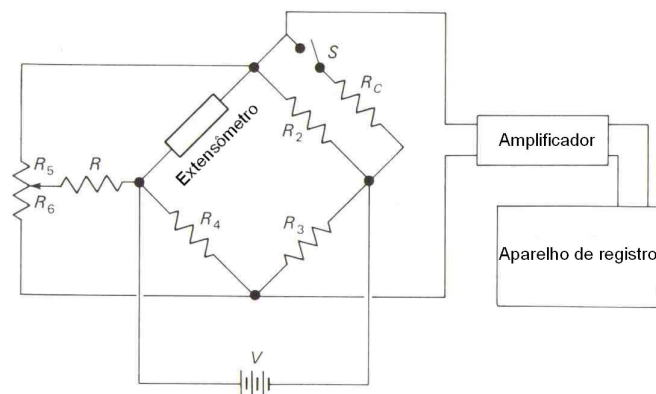 S
R_C
R_2
Extensômetro
Amplificador
R_5
R
R_6
R_4
R_3
Aparelho de registro
V